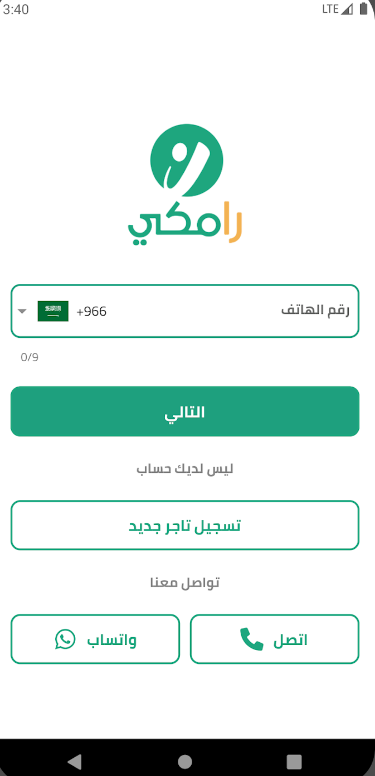 3:40 LTE
رامكي
رقم الهاتف +966
0/9
التالي
ليس لديك حساب
تسجيل تاجر جديد
تواصل معنا
اتصل واتساب